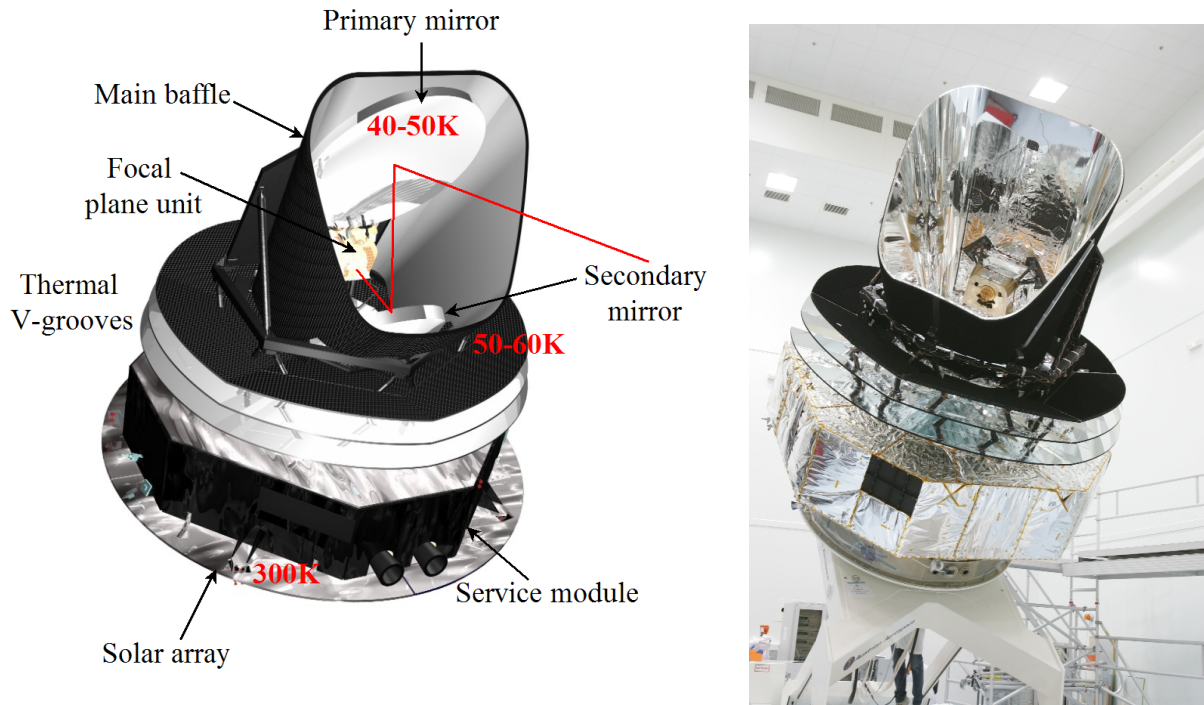 Primary mirror
Main baffle
40-50K
Focal
plane unit
Secondary
mirror
Thermal
V-grooves
50-60K
300K
Service module
Solar array